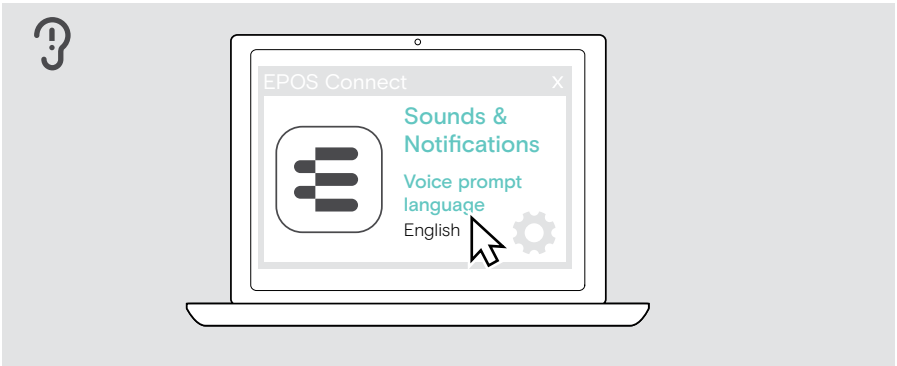 EPOS Connect X
Sounds &
Notifications
Voice prompt
language
English